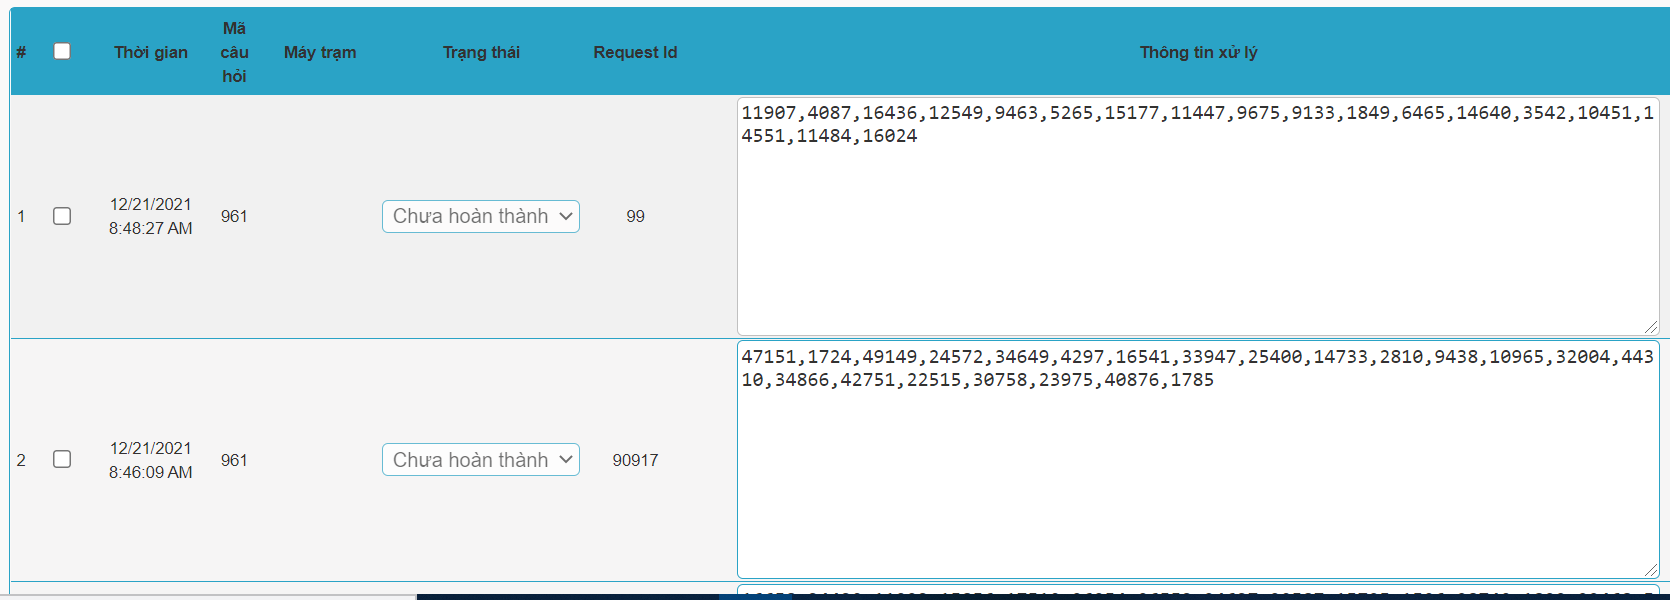 # Thời gian Mã câu hỏi Máy trạm Trạng thái Request Id Thông tin xử lý
1 12/21/2021 8:48:27 AM 961 Chưa hoàn thành 99
11907,4087,16436,12549,9463,5265,15177,11447,9675,9133,1849,6465,14640,3542,10451,1
4551,11484,16024
2 12/21/2021 8:46:09 AM 961 Chưa hoàn thành 90917
47151,1724,49149,24572,34649,4297,16541,33947,25400,14733,2810,9438,10965,32004,443
10,34866,42751,22515,30758,23975,40876,1785